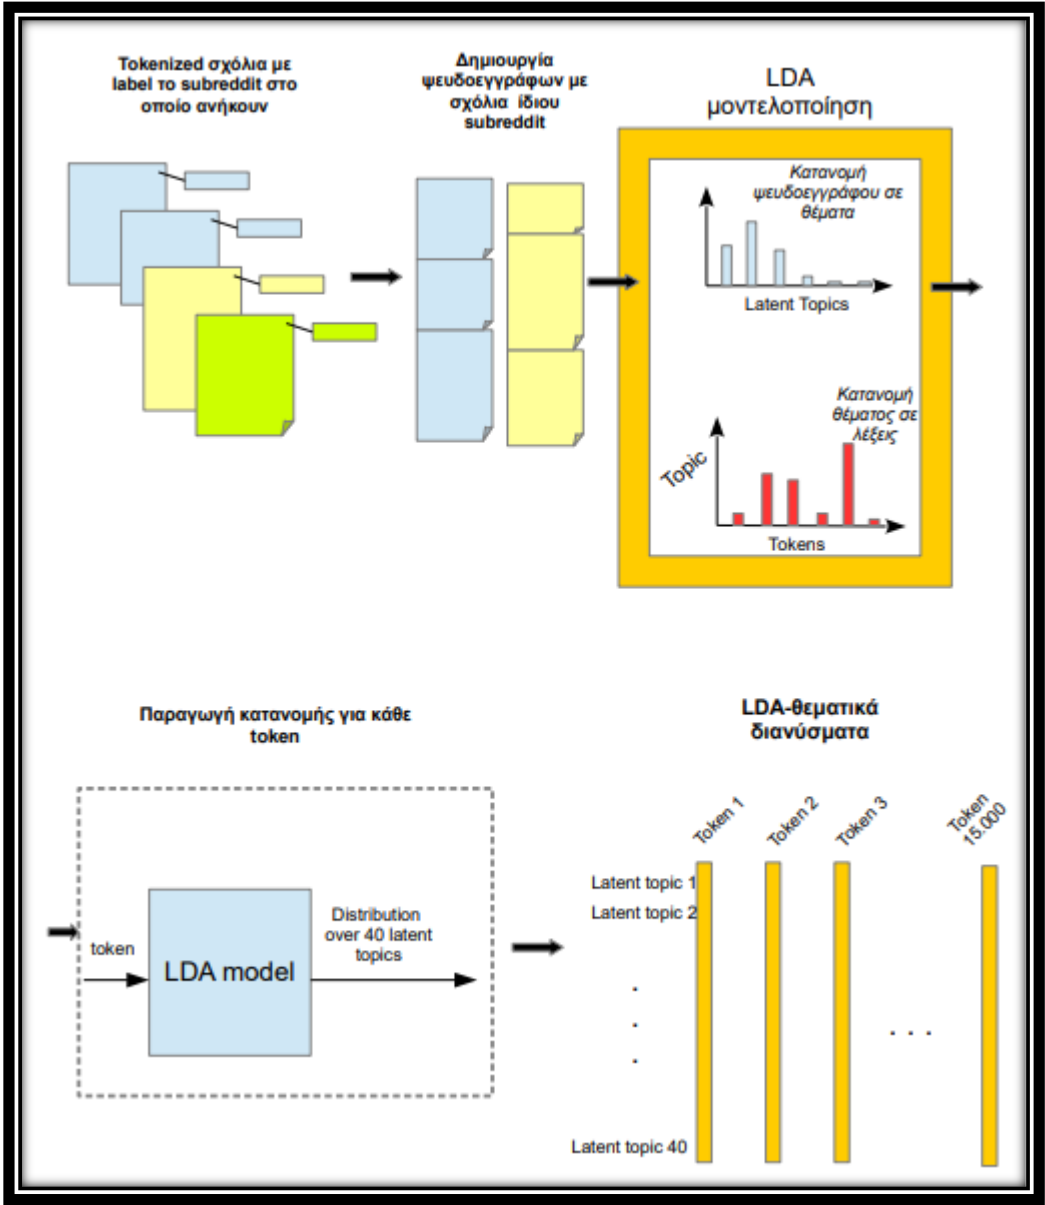 Tokenized σχόλια με
label το subreddit στο
οποίο ανήκουν
Δημιουργία
ψευδοεγγράφων με
σχόλια ίδιου
subreddit
LDA
μοντελοποίηση
Κατανομή
ψευδοεγγράφου σε
θέματα
Latent Topics
Κατανομή
θέματος σε
λέξεις
Topic
Tokens
Παραγωγή κατανομής για κάθε
token
token
LDA model
Distribution
over 40 latent
topics
LDA-θεματικά
διανύσματα
Token 1
Token 2
Token 3
Token
15.000
Latent topic 1
Latent topic 2
.
.
.
. . .
Latent topic 40